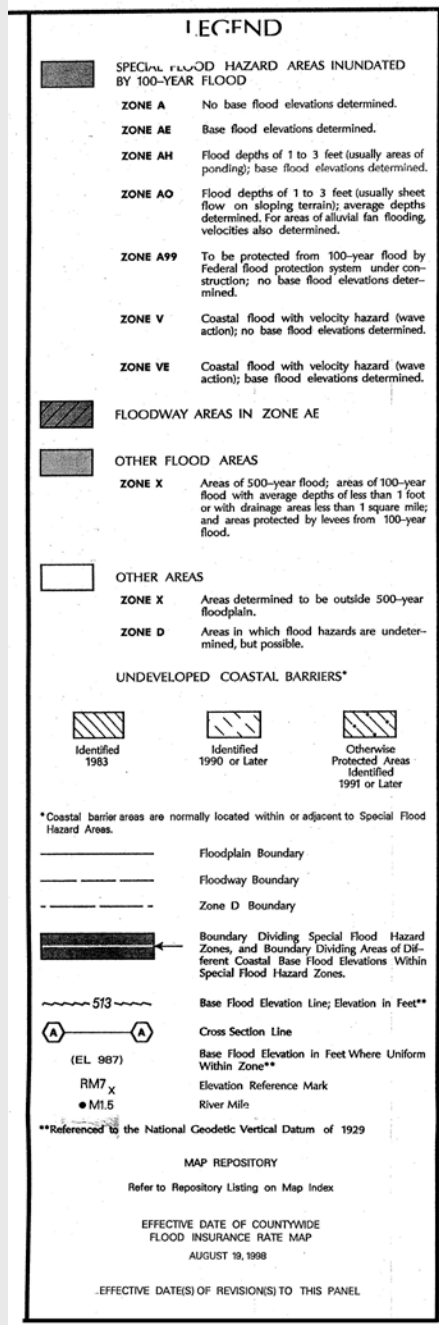 LEGEND
SPECIAL FLOOD HAZARD AREAS INUNDATED
BY 100-YEAR FLOOD
ZONE A No base flood elevations determined.
ZONE AE Base flood elevations determined.
ZONE AH Flood depths of 1 to 3 feet (usually areas of
ponding); base flood elevations determined.
ZONE AO Flood depths of 1 to 3 feet (usually sheet
flow on sloping terrain); average depths
determined. For areas of alluvial fan flooding,
velocities also determined.
ZONE A99 To be protected from 100-year flood by
Federal flood protection system under con-
struction; no base flood elevations deter-
mined.
ZONE V Coastal flood with velocity hazard (wave
action); no base flood elevations determined.
ZONE VE Coastal flood with velocity hazard (wave
action); base flood elevations determined.
FLOODWAY AREAS IN ZONE AE
OTHER FLOOD AREAS
ZONE X Areas of 500-year flood; areas of 100-year
flood with average depths of less than 1 foot
or with drainage areas less than 1 square mile;
and areas protected by levees from 100-year
flood.
OTHER AREAS
ZONE X Areas determined to be outside 500-year
floodplain.
ZONE D Areas in which flood hazards are undeter-
mined, but possible.
UNDEVELOPED COASTAL BARRIERS*
Identified
1983
Identified
1990 or Later
Otherwise
Protected Areas
Identified
1991 or Later
*Coastal barrier areas are normally located within or adjacent to Special Flood
Hazard Areas.
Floodplain Boundary
Floodway Boundary
Zone D Boundary
Boundary Dividing Special Flood Hazard
Zones, and Boundary Dividing Areas of Dif-
ferent Coastal Base Flood Elevations Within
Special Flood Hazard Zones.
513 Base Flood Elevation Line; Elevation in Feet**
A A Cross Section Line
(EL 987) Base Flood Elevation in Feet Where Uniform
Within Zone**
RM7 X Elevation Reference Mark
●M1.5 River Mile
**Referenced to the National Geodetic Vertical Datum of 1929
MAP REPOSITORY
Refer to Repository Listing on Map Index
EFFECTIVE DATE OF COUNTYWIDE
FLOOD INSURANCE RATE MAP
AUGUST 19, 1998
EFFECTIVE DATE(S) OF REVISION(S) TO THIS PANEL